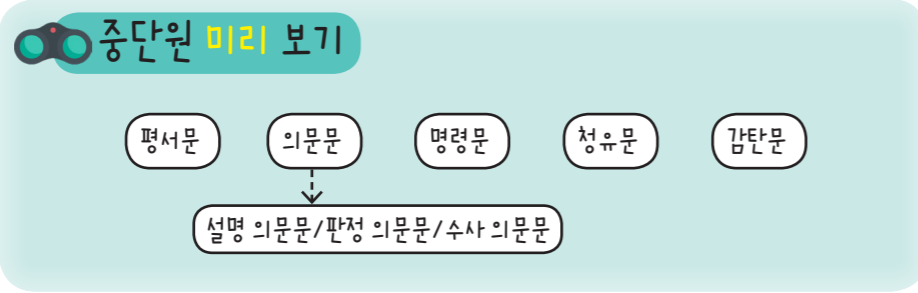 중단원 미리 보기
평서문 의문문 명령문 청유문 감탄문
설명 의문문/판정 의문문/수사 의문문